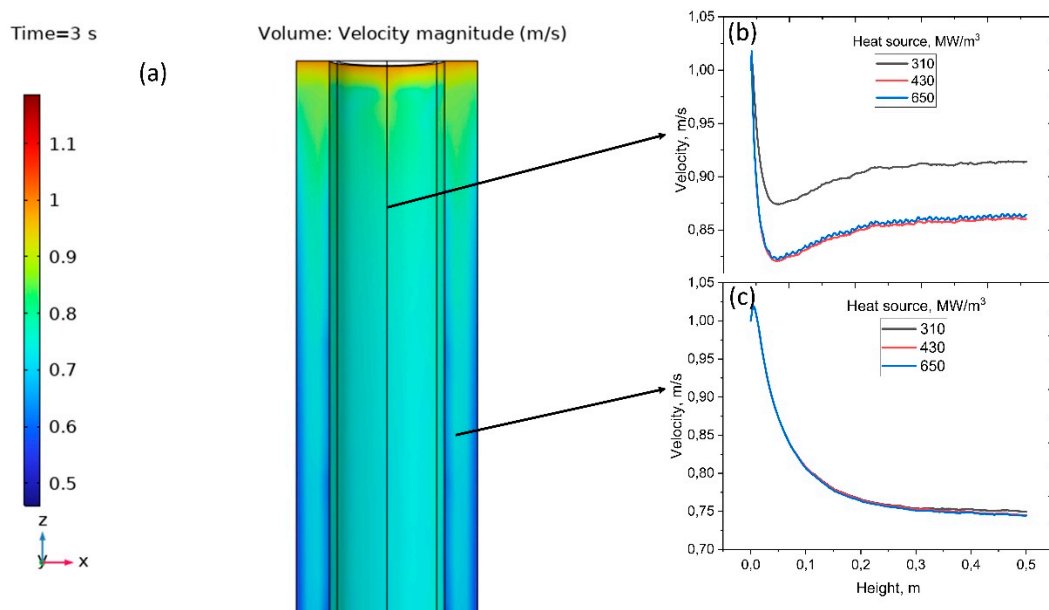 Time=3 s
Volume: Velocity magnitude (m/s)
(a)
1.1
1
0.9
0.8
0.7
0.6
0.5
z
y
x
(b)
Heat source, MW/m³
310
430
650
1,05
1,00
0,95
0,90
0,85
Velocity, m/s
(c)
Heat source, MW/m³
310
430
650
1,05
1,00
0,95
0,90
0,85
0,80
0,75
0,70
Velocity, m/s
0,0 0,1 0,2 0,3 0,4 0,5
Height, m